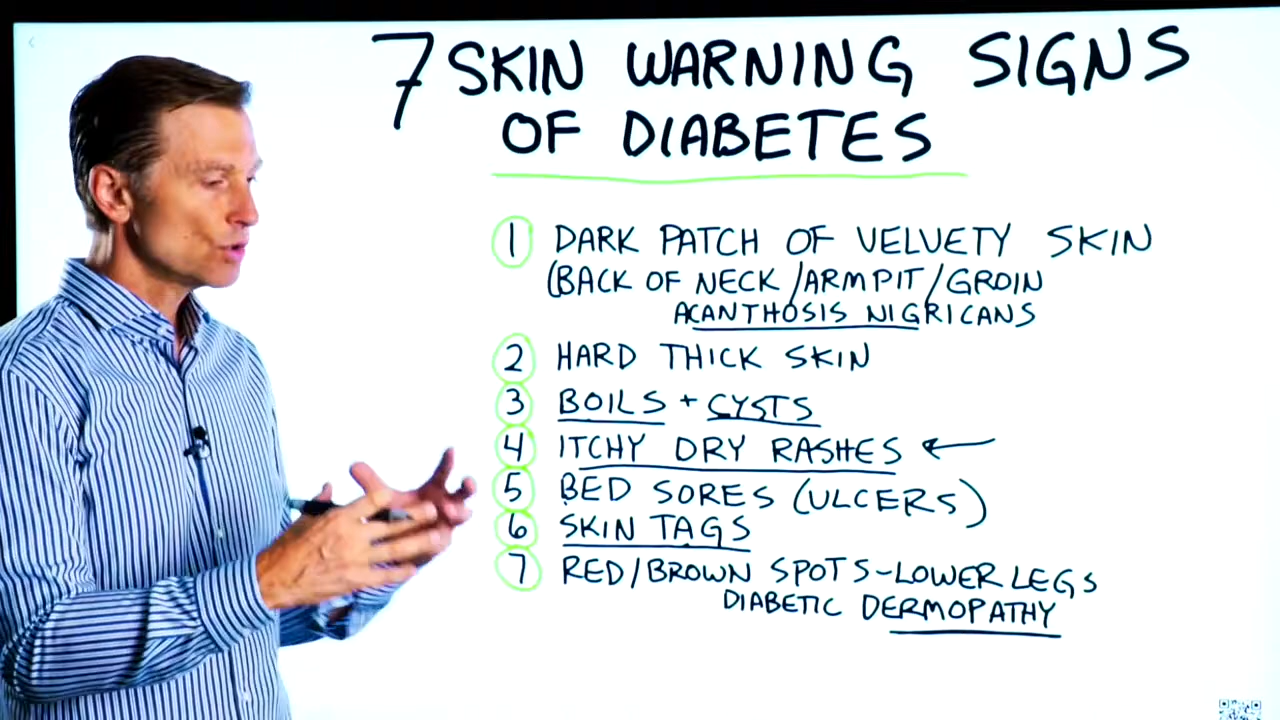 7 SKIN WARNING SIGNS
OF DIABETES
1 DARK PATCH OF VELVETY SKIN
(BACK OF NECK/ARMPIT/GROIN
ACANTHOSIS NIGRICANS
2 HARD THICK SKIN
3 BOILS + CYSTS
4 ITCHY DRY RASHES ←
5 BED SORES (ULCERS)
6 SKIN TAGS
7 RED/BROWN SPOTS-LOWER LEGS
DIABETIC DERMOPATHY